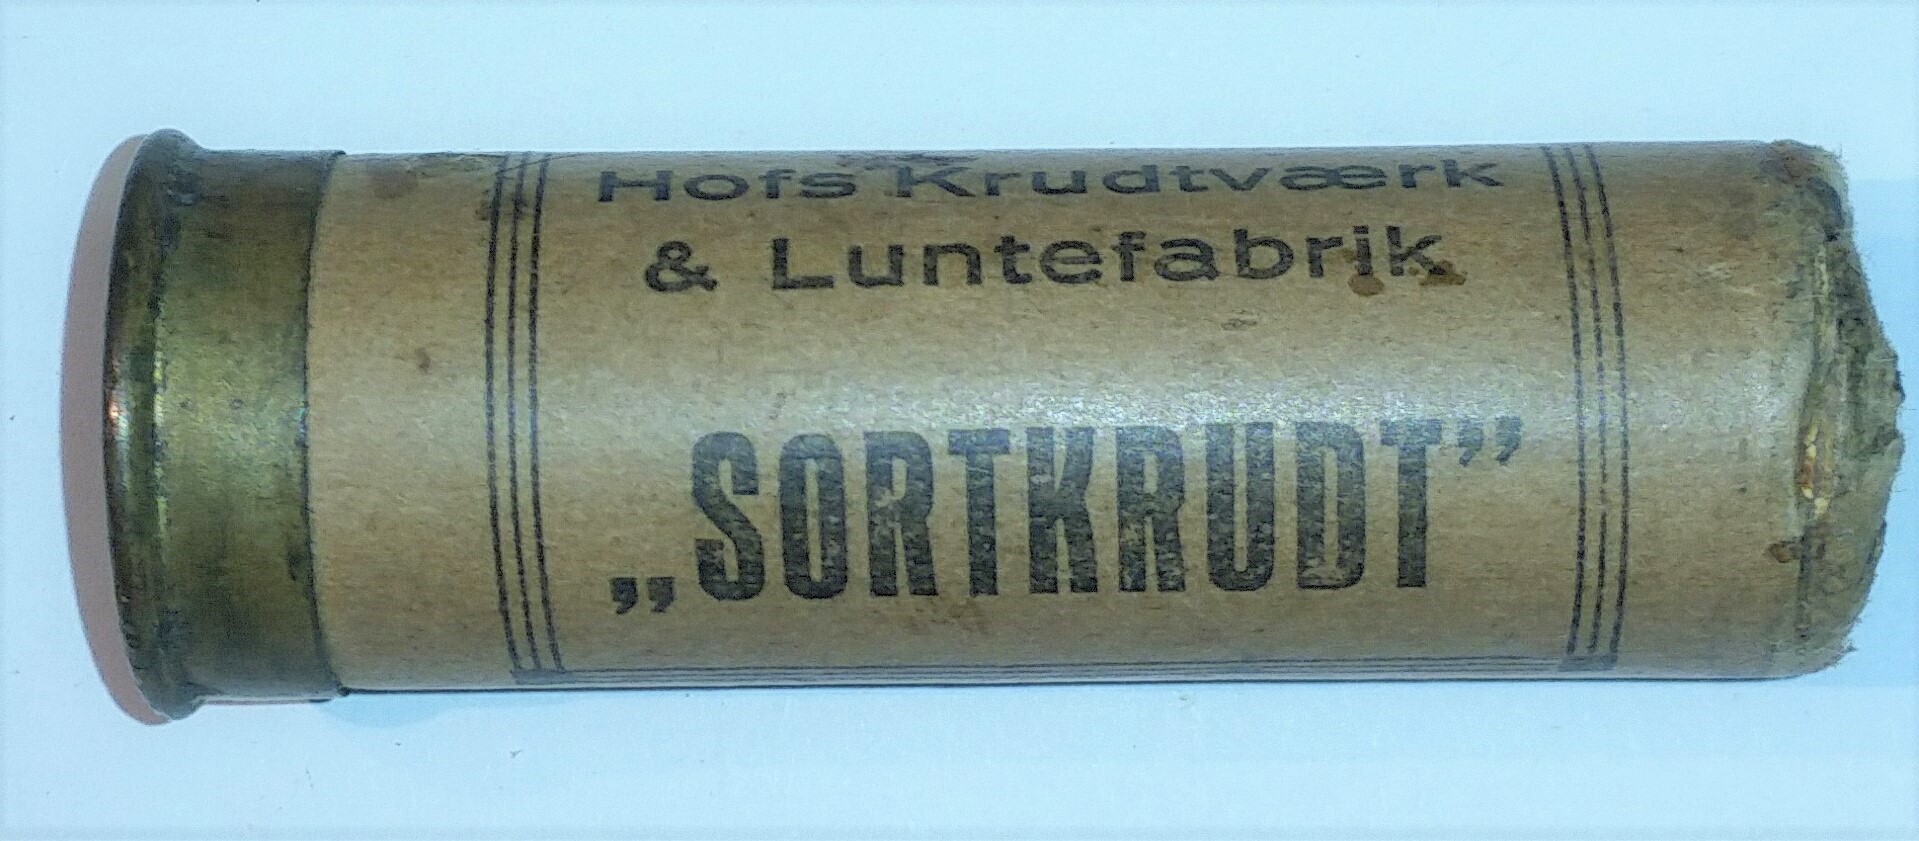 Hofs Krudtværk
& Luntefabrik
„SORTKRUDT”